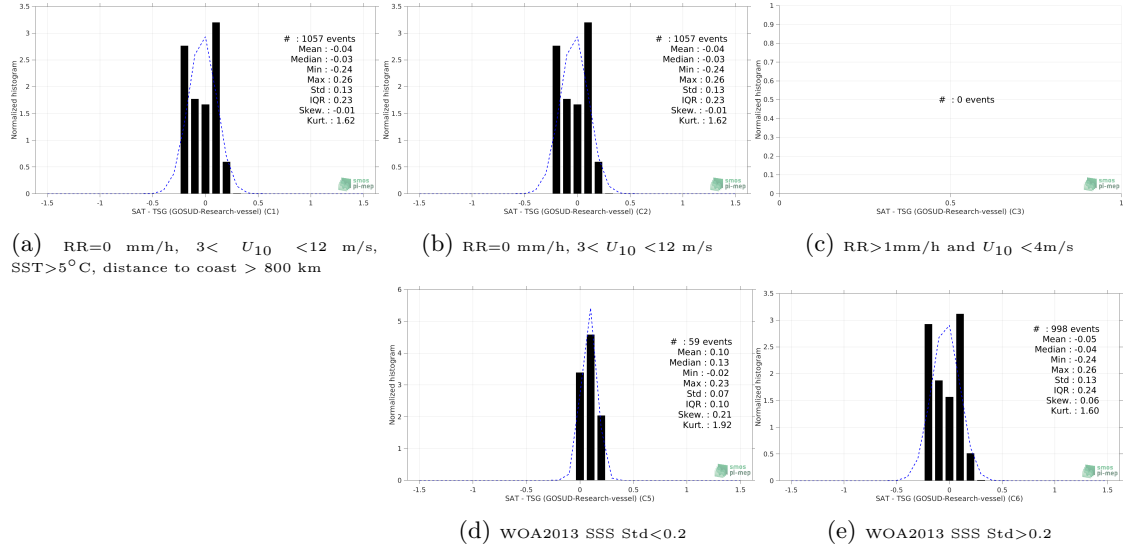 3.5
3
2.5
2
1.5
1
0.5
0
Normalized histogram
# : 1057 events
Mean : -0.04
Median : -0.03
Min : -0.24
Max : 0.26
Std : 0.13
IQR : 0.23
Skew. : -0.01
Kurt. : 1.62
smos
pi-mep
-1.5 -1 -0.5 0 0.5 1 1.5
SAT - TSG (GOSUD-Research-vessel) (C1)
(a) RR=0 mm/h, 3< U10 <12 m/s,
SST>5°C, distance to coast > 800 km
3.5
3
2.5
2
1.5
1
0.5
0
Normalized histogram
# : 1057 events
Mean : -0.04
Median : -0.03
Min : -0.24
Max : 0.26
Std : 0.13
IQR : 0.23
Skew. : -0.01
Kurt. : 1.62
smos
pi-mep
-1.5 -1 -0.5 0 0.5 1 1.5
SAT - TSG (GOSUD-Research-vessel) (C2)
(b) RR=0 mm/h, 3< U10 <12 m/s
1
0.9
0.8
0.7
0.6
0.5
0.4
0.3
0.2
0.1
0
Normalized histogram
# : 0 events
smos
pi-mep
0 0.5 1
SAT - TSG (GOSUD-Research-vessel) (C3)
(c) RR>1mm/h and U10 <4m/s
6
5
4
3
2
1
0
Normalized histogram
# : 59 events
Mean : 0.10
Median : 0.13
Min : -0.02
Max : 0.23
Std : 0.07
IQR : 0.10
Skew. : 0.21
Kurt. : 1.92
smos
pi-mep
-1.5 -1 -0.5 0 0.5 1 1.5
SAT - TSG (GOSUD-Research-vessel) (C5)
(d) WOA2013 SSS Std<0.2
3.5
3
2.5
2
1.5
1
0.5
0
Normalized histogram
# : 998 events
Mean : -0.05
Median : -0.04
Min : -0.24
Max : 0.26
Std : 0.13
IQR : 0.24
Skew. : 0.06
Kurt. : 1.60
smos
pi-mep
-1.5 -1 -0.5 0 0.5 1 1.5
SAT - TSG (GOSUD-Research-vessel) (C6)
(e) WOA2013 SSS Std>0.2